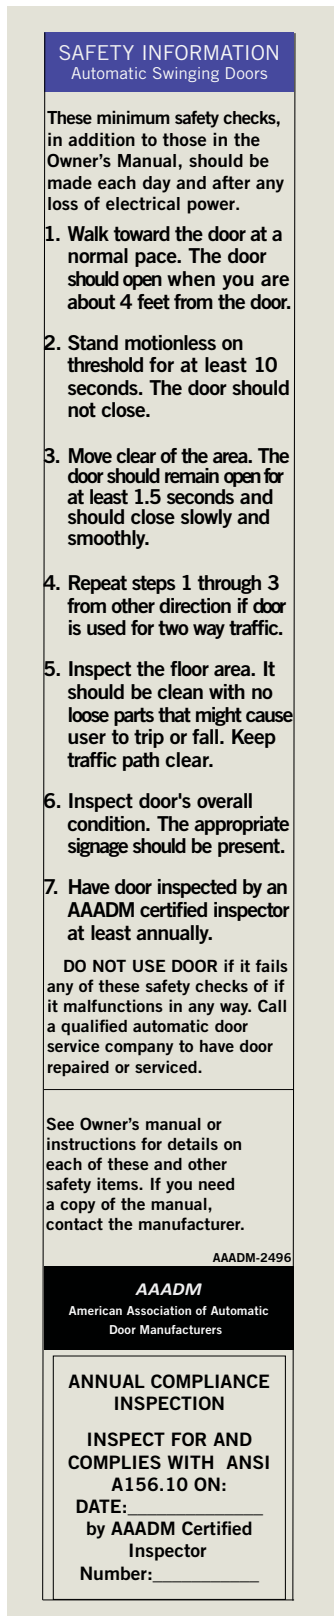 SAFETY INFORMATION
Automatic Swinging Doors
These minimum safety checks,
in addition to those in the
Owner's Manual, should be
made each day and after any
loss of electrical power.
1. Walk toward the door at a
normal pace. The door
should open when you are
about 4 feet from the door.
2. Stand motionless on
threshold for at least 10
seconds. The door should
not close.
3. Move clear of the area. The
door should remain open for
at least 1.5 seconds and
should close slowly and
smoothly.
4. Repeat steps 1 through 3
from other direction if door
is used for two way traffic.
5. Inspect the floor area. It
should be clean with no
loose parts that might cause
user to trip or fall. Keep
traffic path clear.
6. Inspect door's overall
condition. The appropriate
signage should be present.
7. Have door inspected by an
AAADM certified inspector
at least annually.
DO NOT USE DOOR if it fails
any of these safety checks of if
it malfunctions in any way. Call
a qualified automatic door
service company to have door
repaired or serviced.
See Owner's manual or
instructions for details on
each of these and other
safety items. If you need
a copy of the manual,
contact the manufacturer.
AAADM-2496
AAADM
American Association of Automatic
Door Manufacturers
ANNUAL COMPLIANCE
INSPECTION
INSPECT FOR AND
COMPLIES WITH ANSI
A156.10 ON:
DATE:______________
by AAADM Certified
Inspector
Number:___________